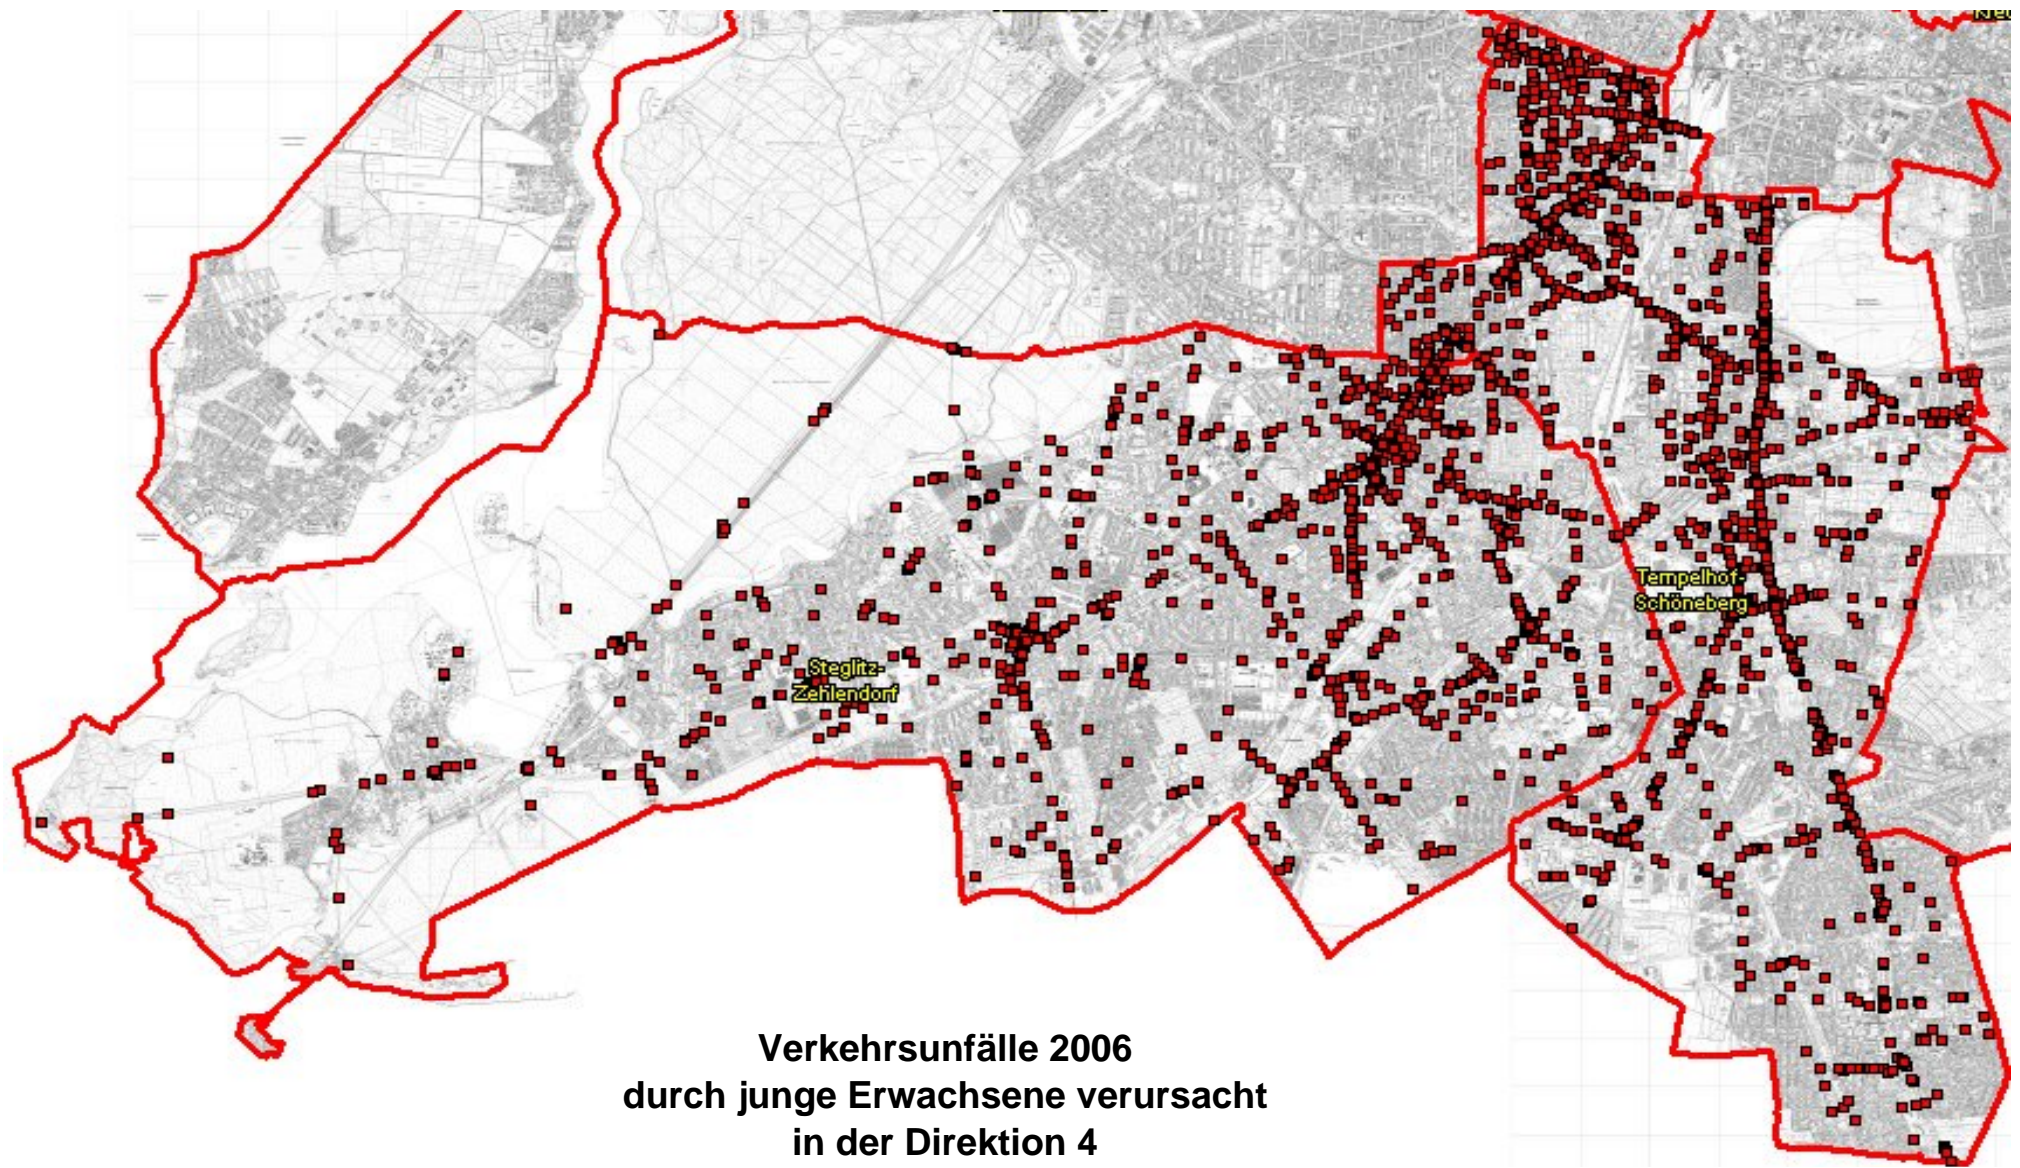 Tempelhof-
Schöneberg
Steglitz-
Zehlendorf
Verkehrsunfälle 2006
durch junge Erwachsene verursacht
in der Direktion 4